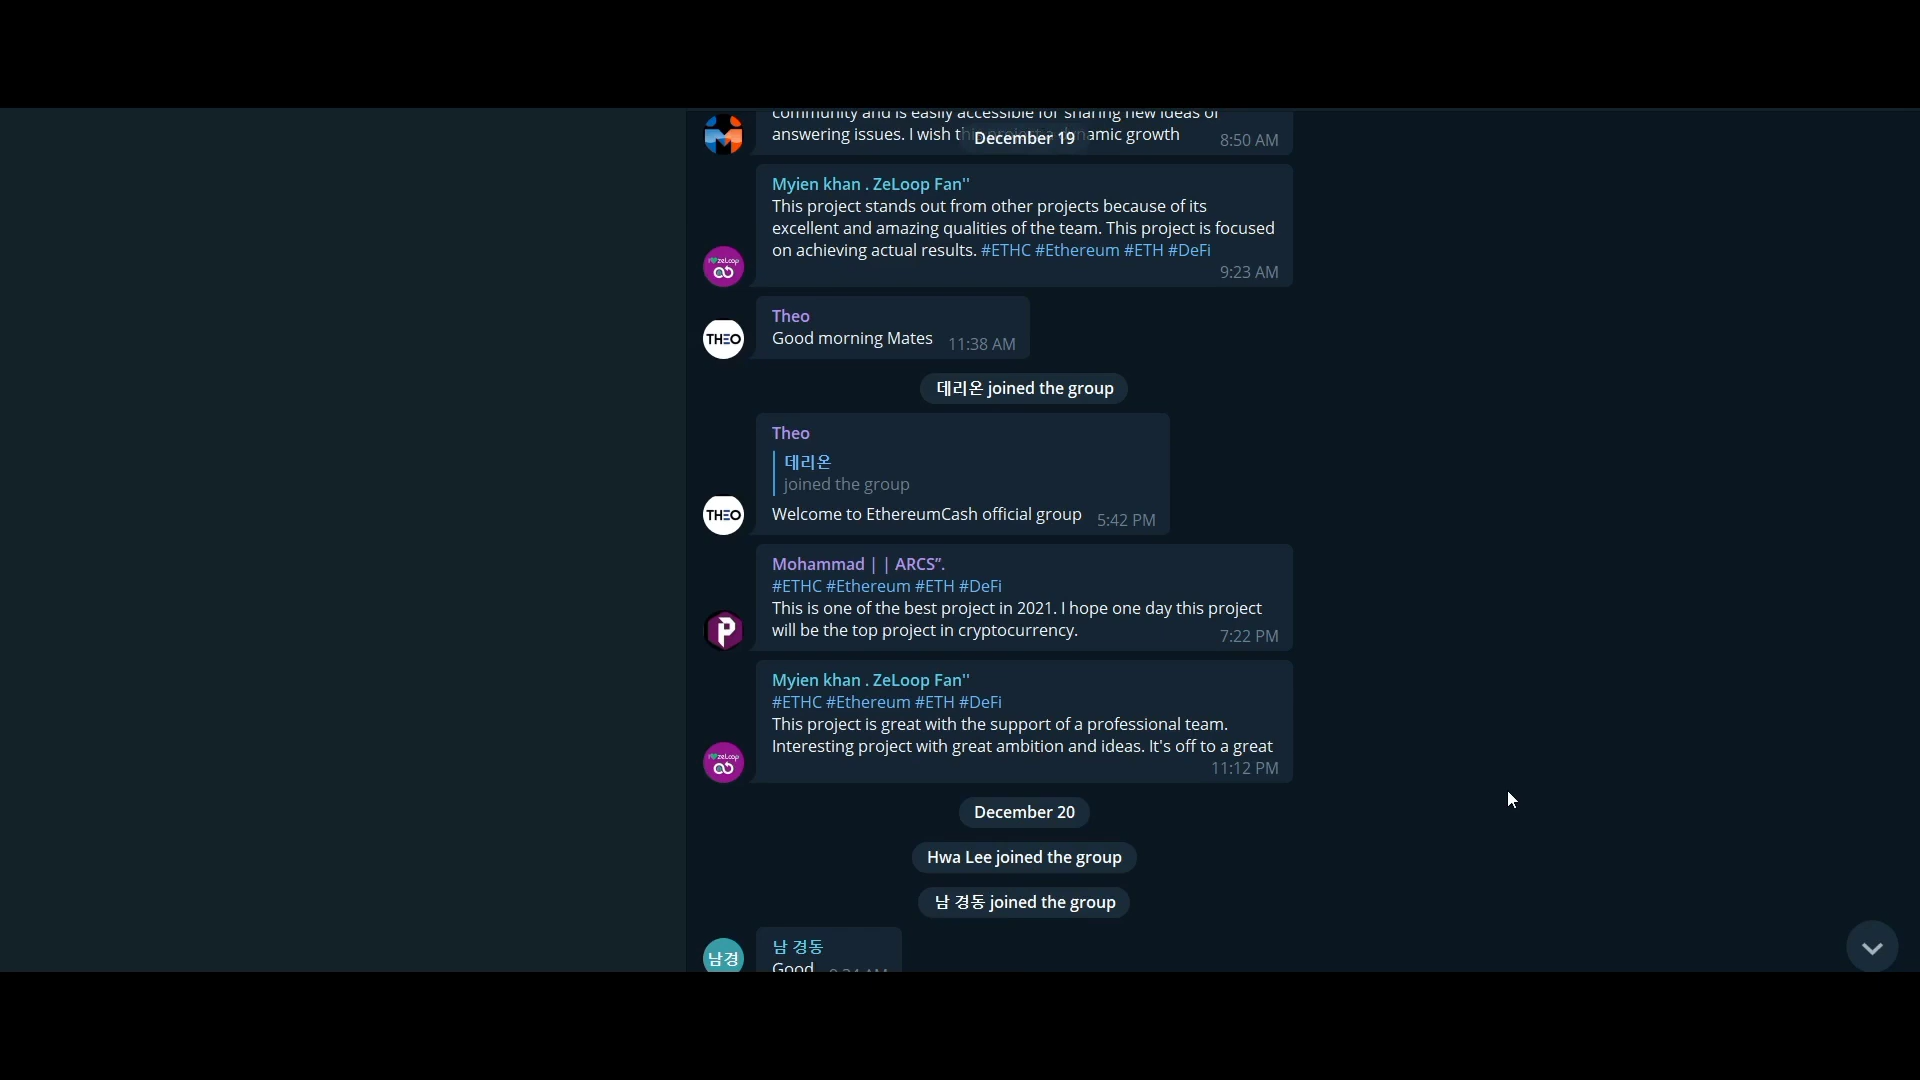 community and is easily accessible for sharing new ideas or
answering issues. I wish this project a dynamic growth 8:50 AM
December 19
Myien khan . ZeLoop Fan''
This project stands out from other projects because of its
excellent and amazing qualities of the team. This project is focused
on achieving actual results. #ETHC #Ethereum #ETH #DeFi
9:23 AM
Theo
THEO
Good morning Mates 11:38 AM
데리온 joined the group
Theo
데리온
joined the group
THEO
Welcome to EthereumCash official group 5:42 PM
Mohammad | | ARCS”.
#ETHC #Ethereum #ETH #DeFi
This is one of the best project in 2021. I hope one day this project
will be the top project in cryptocurrency. 7:22 PM
Myien khan . ZeLoop Fan''
#ETHC #Ethereum #ETH #DeFi
This project is great with the support of a professional team.
Interesting project with great ambition and ideas. It's off to a great
11:12 PM
December 20
Hwa Lee joined the group
남 경동 joined the group
남 경동
남경
Good